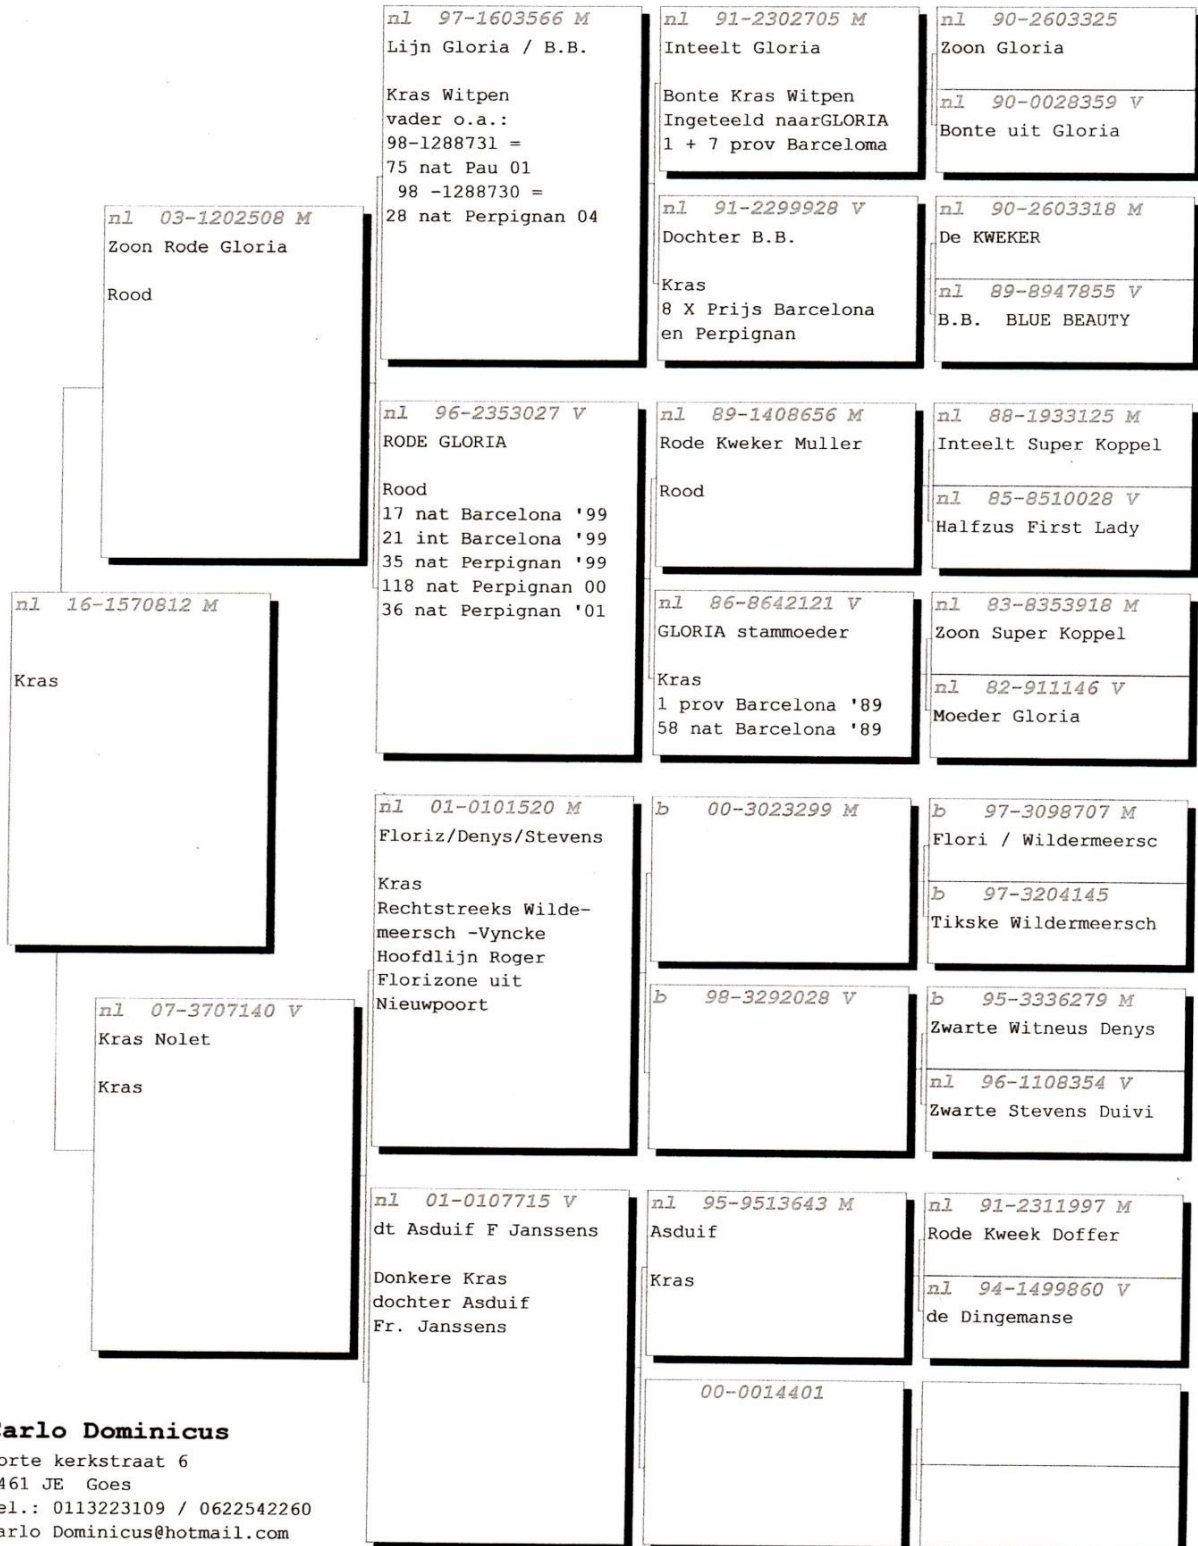 nl 16-1570812 M
Kras
nl 03-1202508 M
Zoon Rode Gloria
Rood
nl 07-3707140 V
Kras Nolet
Kras
nl 97-1603566 M
Lijn Gloria / B.B.
Kras Witpen
vader o.a.:
98-1288731 =
75 nat Pau 01
98 -1288730 =
28 nat Perpignan 04
nl 96-2353027 V
RODE GLORIA
Rood
17 nat Barcelona '99
21 int Barcelona '99
35 nat Perpignan '99
118 nat Perpignan 00
36 nat Perpignan '01
nl 01-0101520 M
Floriz/Denys/Stevens
Kras
Rechtstreeks Wilde-
meersch -Vyncke
Hoofdlijn Roger
Florizone uit
Nieuwpoort
nl 01-0107715 V
dt Asduif F Janssens
Donkere Kras
dochter Asduif
Fr. Janssens
nl 91-2302705 M
Inteelt Gloria
Bonte Kras Witpen
Ingeteeld naarGLORIA
1 + 7 prov Barceloma
nl 91-2299928 V
Dochter B.B.
Kras
8 X Prijs Barcelona
en Perpignan
nl 89-1408656 M
Rode Kweker Muller
Rood
nl 86-8642121 V
GLORIA stammoeder
Kras
1 prov Barcelona '89
58 nat Barcelona '89
b 00-3023299 M
b 98-3292028 V
nl 95-9513643 M
Asduif
Kras
00-0014401
nl 90-2603325
Zoon Gloria
nl 90-0028359 V
Bonte uit Gloria
nl 90-2603318 M
De KWEKER
nl 89-8947855 V
B.B. BLUE BEAUTY
nl 88-1933125 M
Inteelt Super Koppel
nl 85-8510028 V
Halfzus First Lady
nl 83-8353918 M
Zoon Super Koppel
nl 82-911146 V
Moeder Gloria
b 97-3098707 M
Flori / Wildermeersc
b 97-3204145
Tikske Wildermeersch
b 95-3336279 M
Zwarte Witneus Denys
nl 96-1108354 V
Zwarte Stevens Duivi
nl 91-2311997 M
Rode Kweek Doffer
nl 94-1499860 V
de Dingemanse
Carlo Dominicus
orte kerkstraat 6
461 JE Goes
el.: 0113223109 / 0622542260
arlo Dominicus@hotmail.com